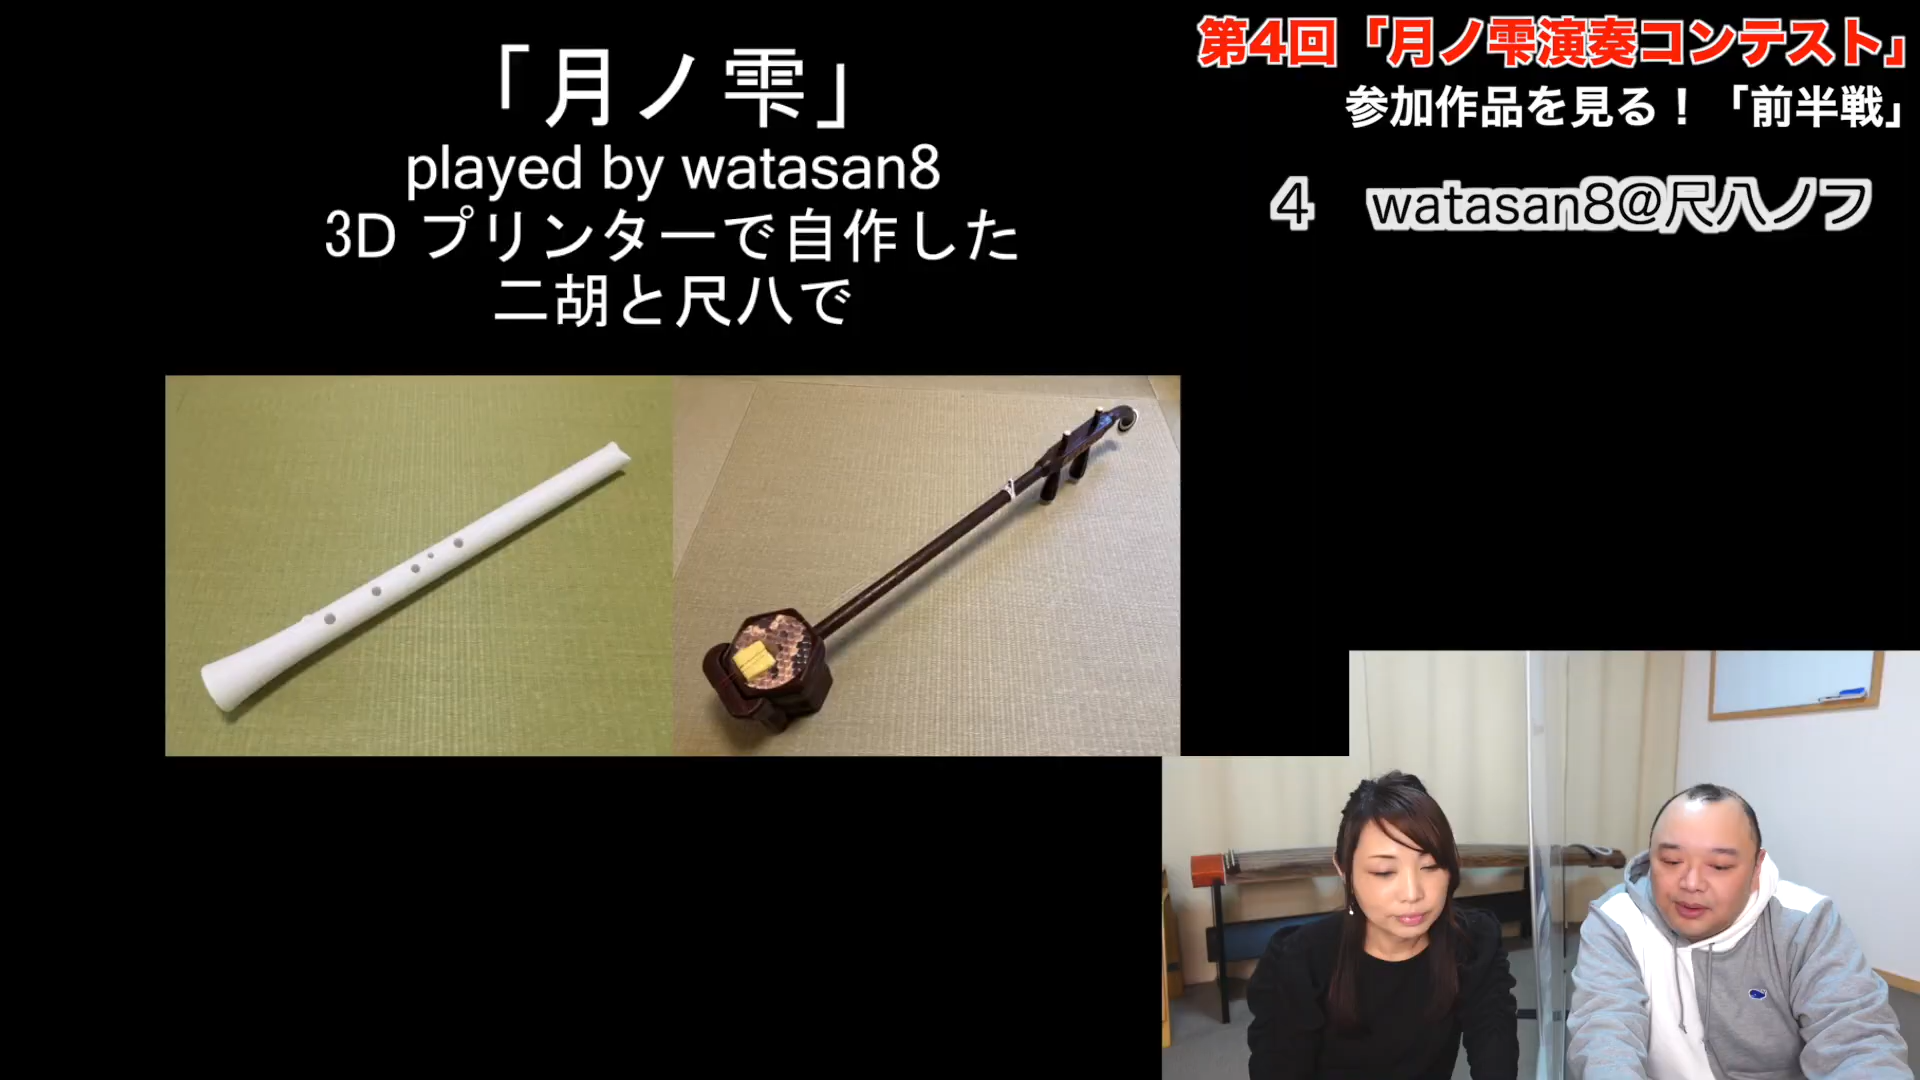 「月ノ雫」
played by watasan8
3D プリンターで自作した
二胡と尺八で
第4回「月ノ雫演奏コンテスト」
参加作品を見る！「前半戦」
4 watasan8@尺八ノフ